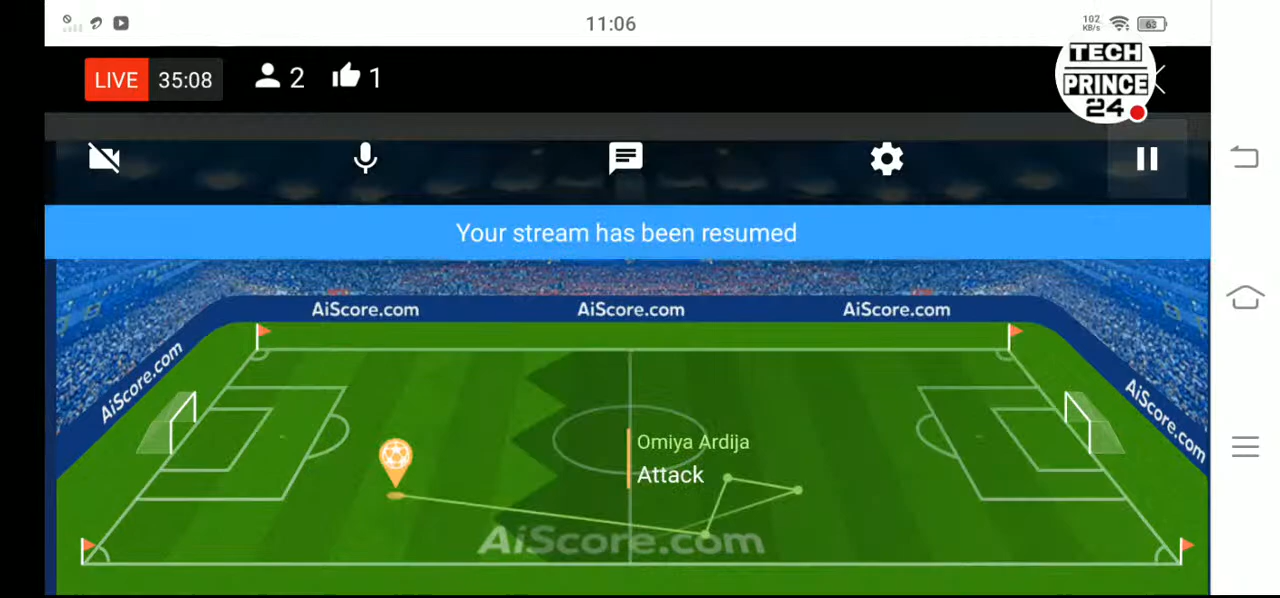 11:06
102
KB/s
63
LIVE 35:08 2 1
TECH
PRINCE
24
Your stream has been resumed
AiScore.com AiScore.com AiScore.com
AiScore.com
AiScore.com
Omiya Ardija
Attack
AiScore.com